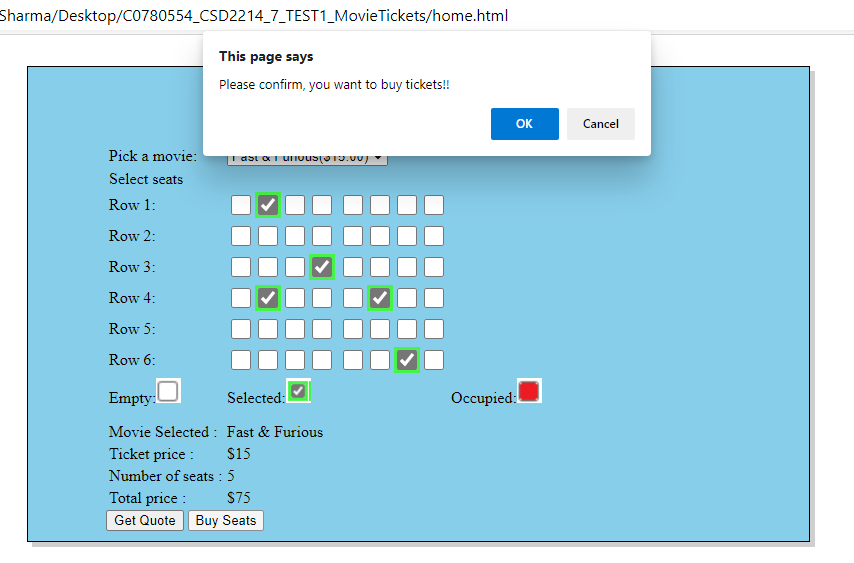 Sharma/Desktop/C0780554_CSD2214_7_TEST1_MovieTickets/home.html
This page says
Please confirm, you want to buy tickets!!
OK Cancel
Pick a movie: Fast & Furious($15.00)
Select seats
Row 1:
Row 2:
Row 3:
Row 4:
Row 5:
Row 6:
Empty: Selected: Occupied:
Movie Selected : Fast & Furious
Ticket price : $15
Number of seats : 5
Total price : $75
Get Quote Buy Seats